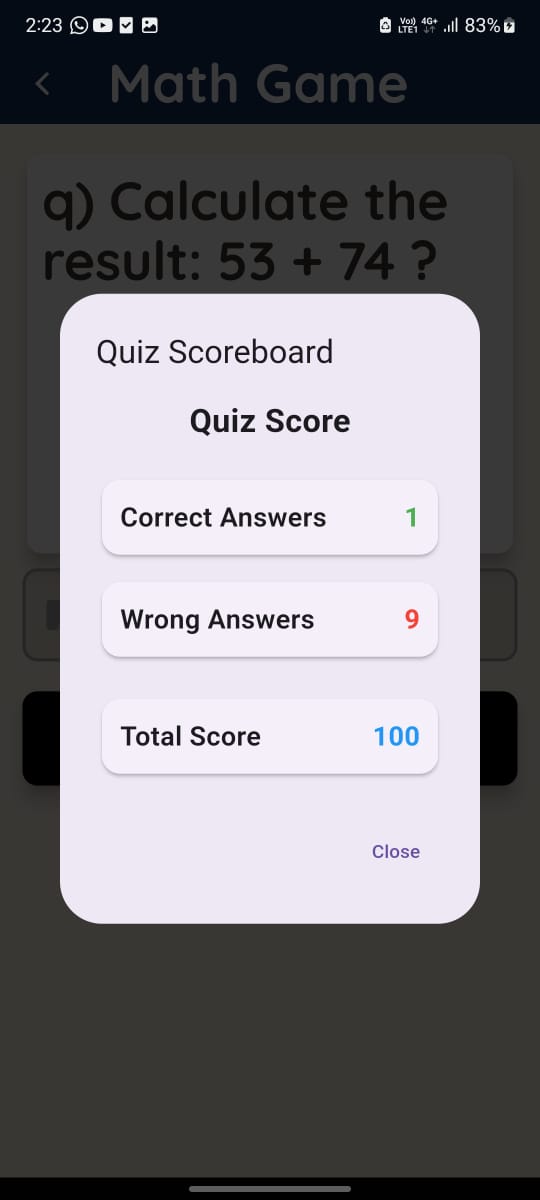 2:23 Vo)) 4G+ LTE1 83%
Math Game
q) Calculate the
result: 53 + 74 ?
Quiz Scoreboard
Quiz Score
Correct Answers 1
Wrong Answers 9
Total Score 100
Close